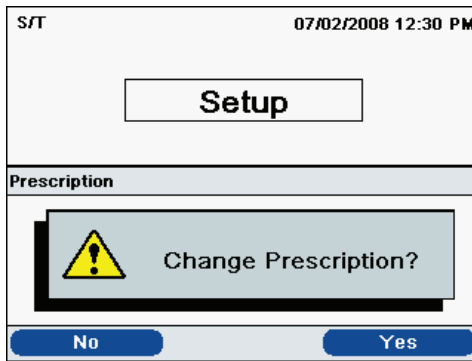 S/T 07/02/2008 12:30 PM
Setup
Prescription
Change Prescription?
No Yes